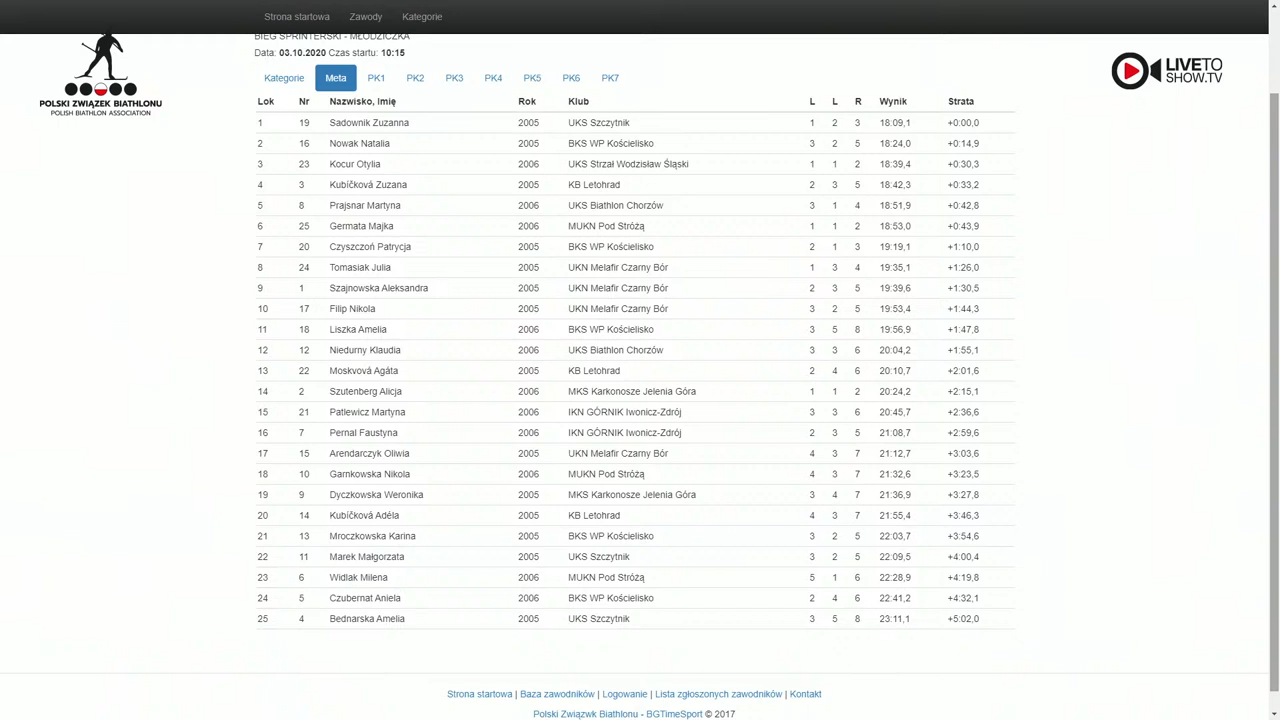 Strona startowa Zawody Kategorie
BIEG SPRINTERSKI - MŁODZICZKA
Data: 03.10.2020 Czas startu: 10:15
POLSKI ZWIĄZEK BIATHLONU
POLISH BIATHLON ASSOCIATION
LIVETO
SHOW.TV
Kategorie Meta PK1 PK2 PK3 PK4 PK5 PK6 PK7
Lok Nr Nazwisko, Imię Rok Klub L L R Wynik Strata
1 19 Sadownik Zuzanna 2005 UKS Szczytnik 1 2 3 18:09,1 +0:00,0
2 16 Nowak Natalia 2005 BKS WP Kościelisko 3 2 5 18:24,0 +0:14,9
3 23 Kocur Otylia 2006 UKS Strzał Wodzisław Śląski 1 1 2 18:39,4 +0:30,3
4 3 Kubíčková Zuzana 2005 KB Letohrad 2 3 5 18:42,3 +0:33,2
5 8 Prajsnar Martyna 2006 UKS Biathlon Chorzów 3 1 4 18:51,9 +0:42,8
6 25 Germata Majka 2006 MUKN Pod Stróżą 1 1 2 18:53,0 +0:43,9
7 20 Czyszczoń Patrycja 2005 BKS WP Kościelisko 2 1 3 19:19,1 +1:10,0
8 24 Tomasiak Julia 2005 UKN Melafir Czarny Bór 1 3 4 19:35,1 +1:26,0
9 1 Szajnowska Aleksandra 2005 UKN Melafir Czarny Bór 2 3 5 19:39,6 +1:30,5
10 17 Filip Nikola 2005 UKN Melafir Czarny Bór 3 2 5 19:53,4 +1:44,3
11 18 Liszka Amelia 2006 BKS WP Kościelisko 3 5 8 19:56,9 +1:47,8
12 12 Niedurny Klaudia 2006 UKS Biathlon Chorzów 3 3 6 20:04,2 +1:55,1
13 22 Moskvová Agáta 2005 KB Letohrad 2 4 6 20:10,7 +2:01,6
14 2 Szutenberg Alicja 2006 MKS Karkonosze Jelenia Góra 1 1 2 20:24,2 +2:15,1
15 21 Patlewicz Martyna 2006 IKN GÓRNIK Iwonicz-Zdrój 3 3 6 20:45,7 +2:36,6
16 7 Pernal Faustyna 2006 IKN GÓRNIK Iwonicz-Zdrój 2 3 5 21:08,7 +2:59,6
17 15 Arendarczyk Oliwia 2005 UKN Melafir Czarny Bór 4 3 7 21:12,7 +3:03,6
18 10 Garnkowska Nikola 2006 MUKN Pod Stróżą 4 3 7 21:32,6 +3:23,5
19 9 Dyczkowska Weronika 2005 MKS Karkonosze Jelenia Góra 3 4 7 21:36,9 +3:27,8
20 14 Kubíčková Adéla 2005 KB Letohrad 4 3 7 21:55,4 +3:46,3
21 13 Mroczkowska Karina 2005 BKS WP Kościelisko 3 2 5 22:03,7 +3:54,6
22 11 Marek Małgorzata 2005 UKS Szczytnik 3 2 5 22:09,5 +4:00,4
23 6 Widlak Milena 2006 MUKN Pod Stróżą 5 1 6 22:28,9 +4:19,8
24 5 Czubernat Aniela 2006 BKS WP Kościelisko 2 4 6 22:41,2 +4:32,1
25 4 Bednarska Amelia 2005 UKS Szczytnik 3 5 8 23:11,1 +5:02,0
Strona startowa | Baza zawodników | Logowanie | Lista zgłoszonych zawodników | Kontakt
Polski Związwk Biathlonu - BGTimeSport © 2017